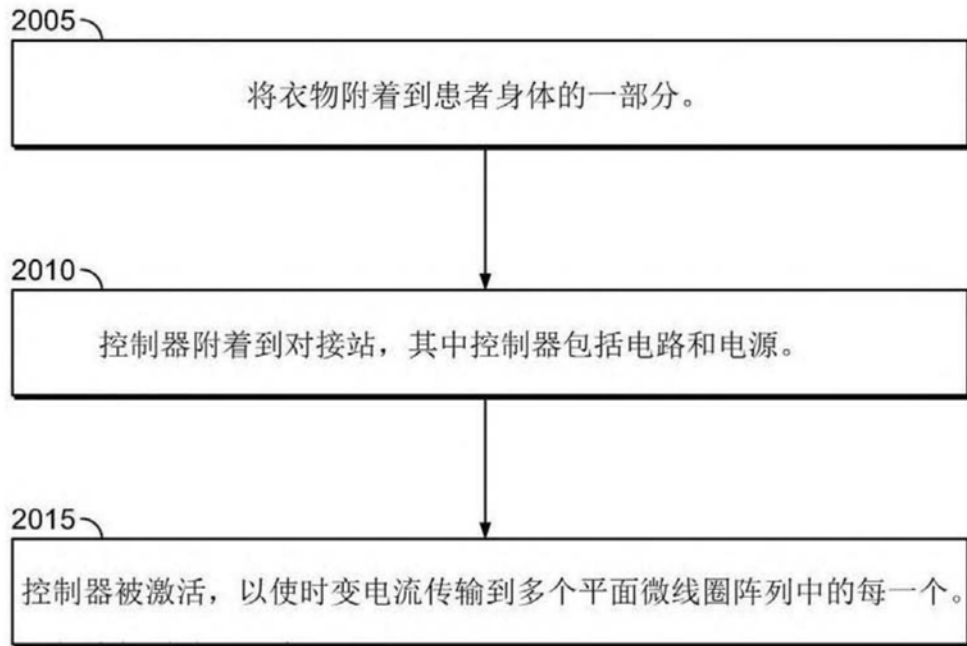 2005
将衣物附着到患者身体的一部分。
2010
控制器附着到对接站，其中控制器包括电路和电源。
2015
控制器被激活，以使时变电流传输到多个平面微线圈阵列中的每一个。